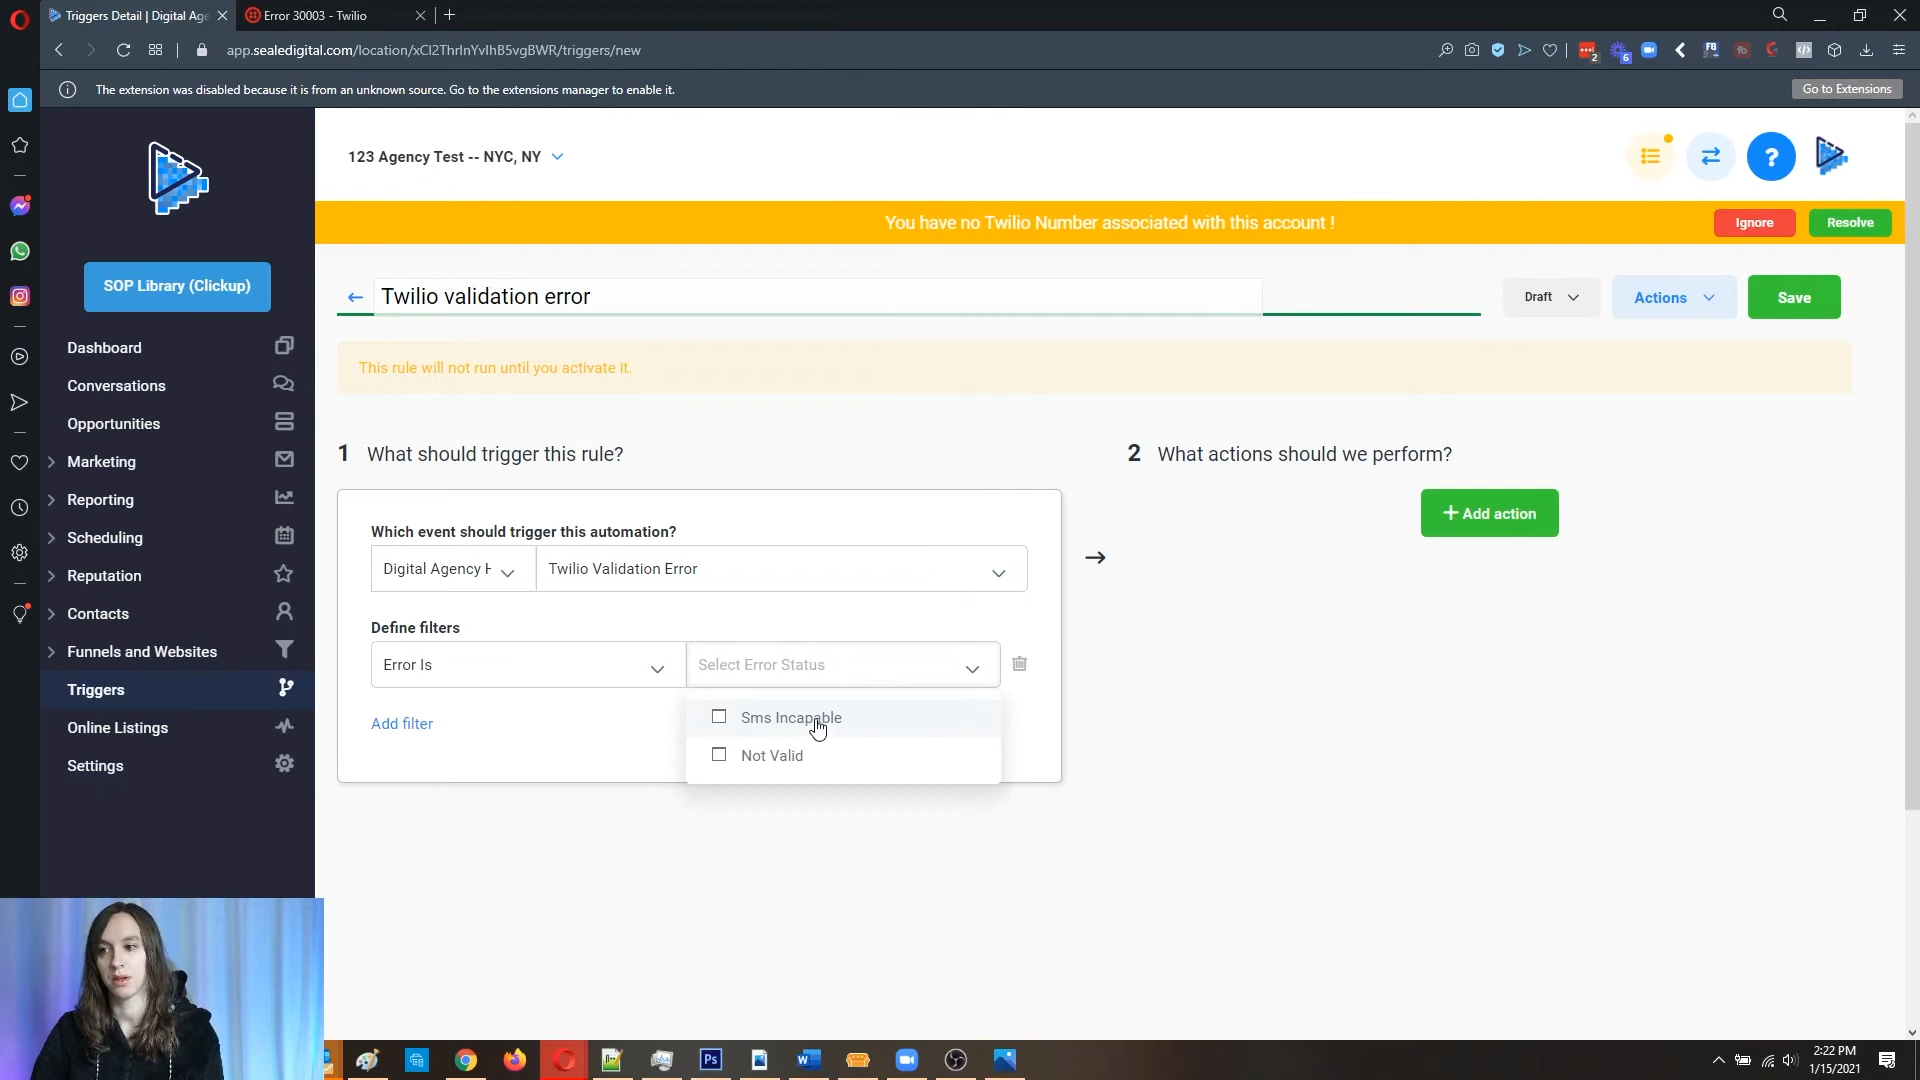 Triggers Detail | Digital Age
Error 30003 - Twilio
app.sealedigital.com/location/xCl2ThrInYvIhB5vgBWR/triggers/new
FB
2
6
The extension was disabled because it is from an unknown source. Go to the extensions manager to enable it.
Go to Extensions
123 Agency Test -- NYC, NY
?
You have no Twilio Number associated with this account !
Ignore
Resolve
SOP Library (Clickup)
Twilio validation error
Draft
Actions
Save
Dashboard
This rule will not run until you activate it.
Conversations
Opportunities
Marketing
Reporting
Scheduling
Reputation
Contacts
Funnels and Websites
Triggers
Online Listings
Settings
1 What should trigger this rule?
2 What actions should we perform?
+ Add action
Which event should trigger this automation?
Digital Agency H
Twilio Validation Error
Define filters
Error Is
Select Error Status
Sms Incapable
Not Valid
Add filter
Ps
2:22 PM
1/15/2021